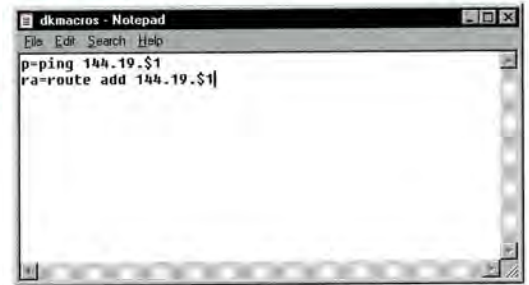 dkmacros - Notepad
File Edit Search Help
p=ping 144.19.$1
ra=route add 144.19.$1